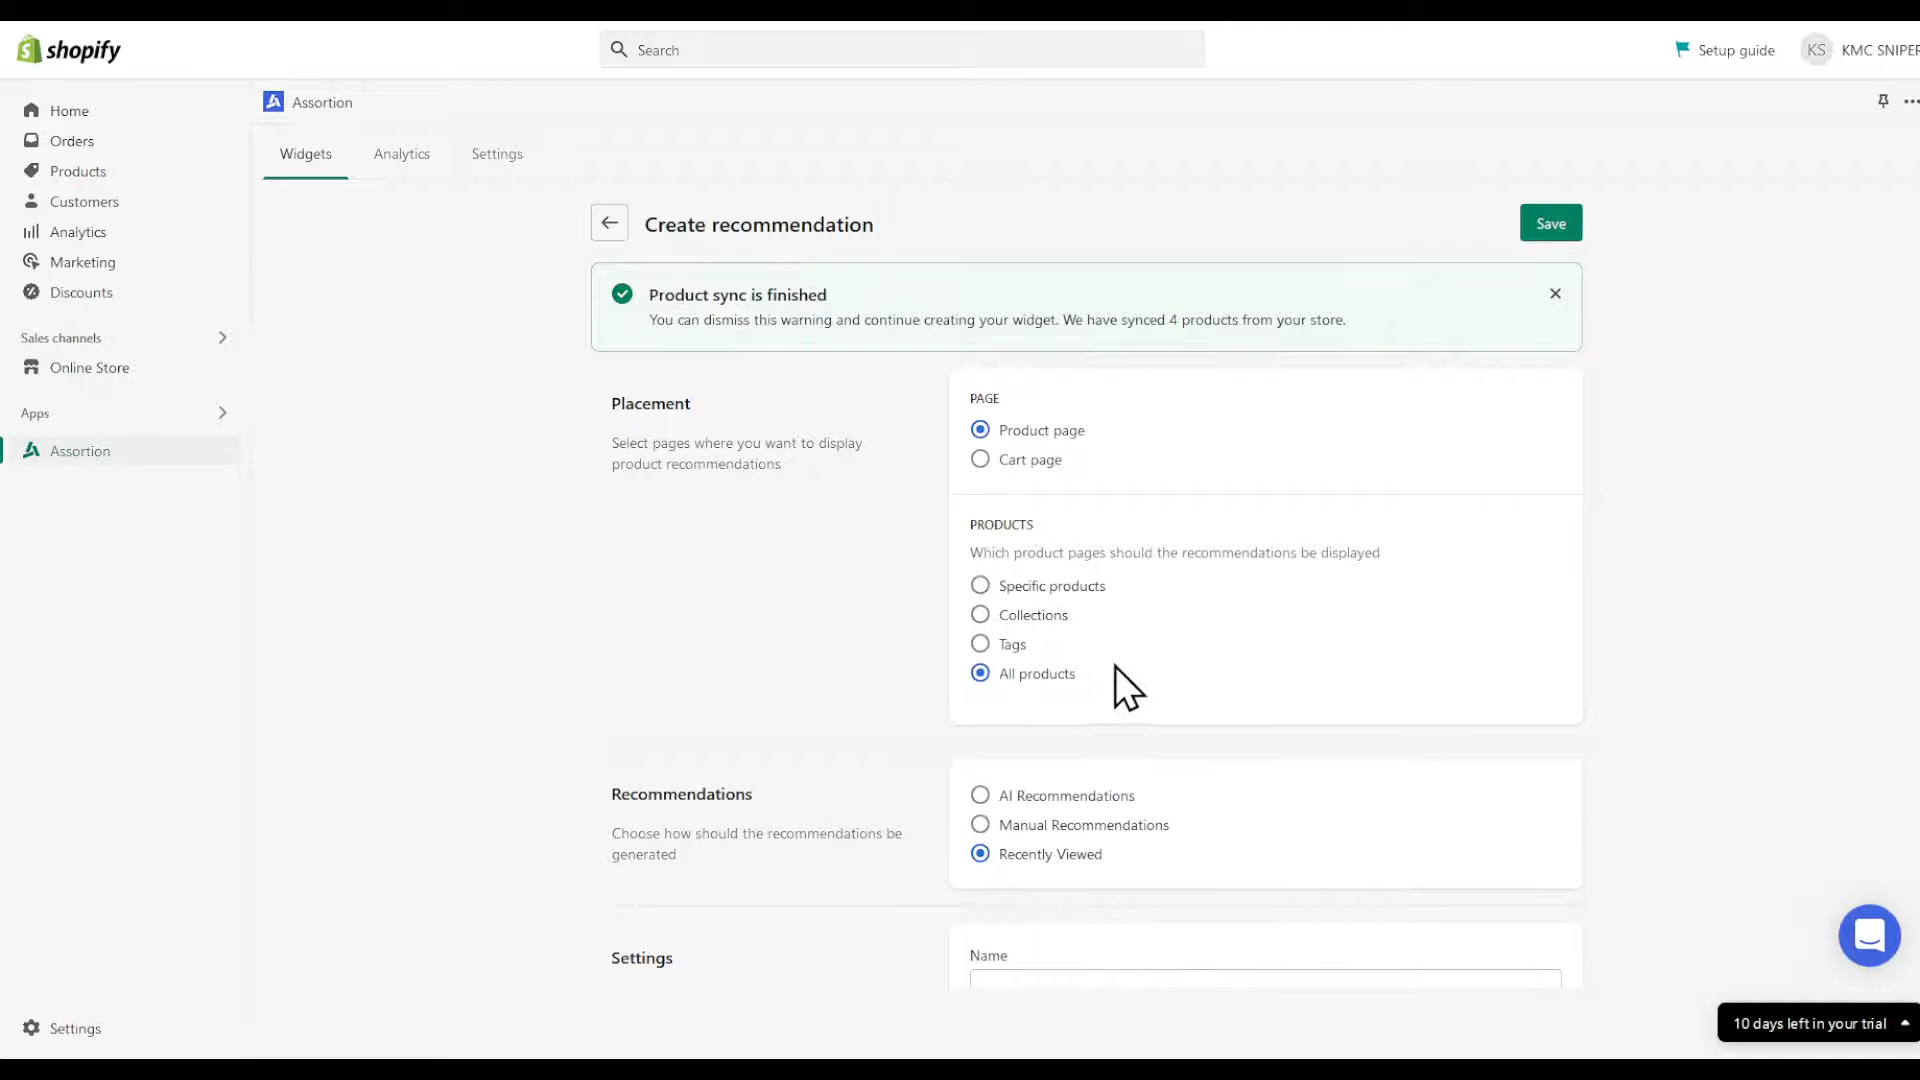 shopify
Search
Setup guide
KS
KMC SNIPER
Home
Orders
Products
Customers
Analytics
Marketing
Discounts
Sales channels
Online Store
Apps
Assortion
Settings
Assortion
Widgets
Analytics
Settings
Create recommendation
Save
Product sync is finished
You can dismiss this warning and continue creating your widget. We have synced 4 products from your store.
Placement
Select pages where you want to display
product recommendations
PAGE
Product page
Cart page
PRODUCTS
Which product pages should the recommendations be displayed
Specific products
Collections
Tags
All products
Recommendations
Choose how should the recommendations be
generated
AI Recommendations
Manual Recommendations
Recently Viewed
Settings
Name
10 days left in your trial